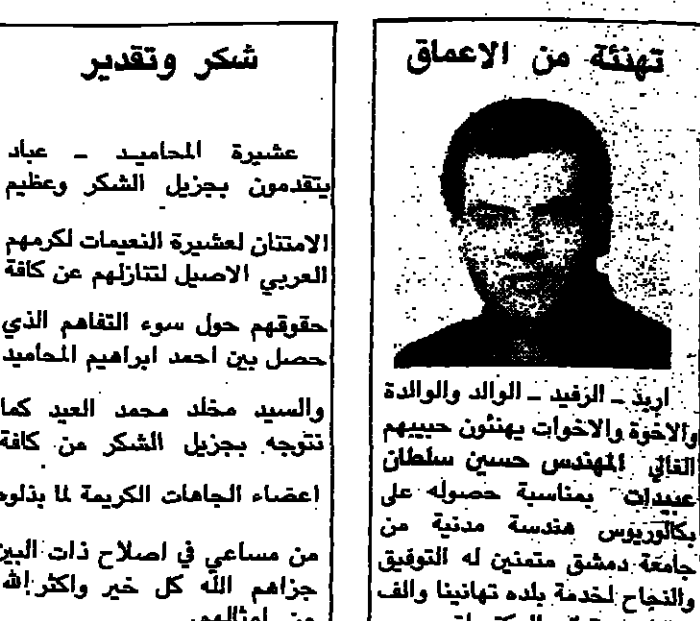 تهنئة من الاعماق
اربد – الرفيد – الوالد والوالدة
والاخوة والاخوات يهنئون حبيبهم
الغالي المهندس حسين سلطان
عبيدات بمناسبة حصوله على
بكالوريوس هندسة مدنية من
جامعة دمشق متمنين له التوفيق
والنجاح لخدمة بلده تهانينا والف
شكر وتقدير
عشيرة المحاميد – عباد
يتقدمون بجزيل الشكر وعظيم
الامتنان لعشيرة النعيمات لكرمهم
العربي الاصيل لتنازلهم عن كافة
حقوقهم حول سوء التفاهم الذي
حصل بين احمد ابراهيم المحاميد
والسيد مخلد محمد العيد كما
نتوجه بجزيل الشكر من كافة
اعضاء الجاهات الكريمة لما بذلوه
من مساعي في اصلاح ذات البين
جزاهم الله كل خير واكثر الله
من امثالهم